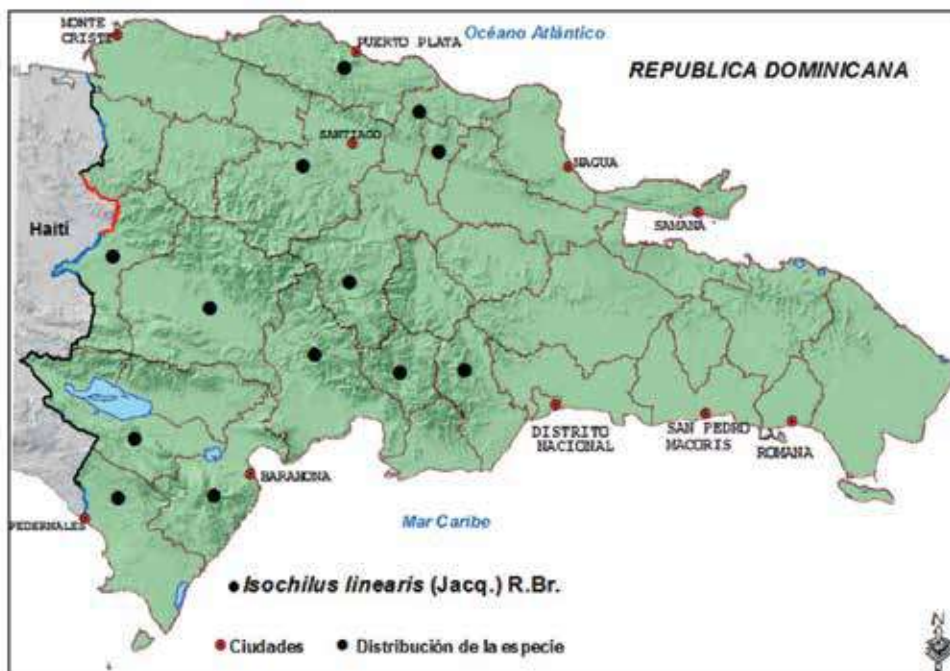 MONTE
CRISTI
PUERTO PLATA
Océano Atlántico
REPUBLICA DOMINICANA
SANTIAGO
NAGUA
SAMANA
Haití
DISTRITO
NACIONAL
SAN PEDRO
MACORIS
LA
ROMANA
BARAHONA
PEDERNALES
Mar Caribe
Isochilus linearis (Jacq.) R.Br.
Ciudades
Distribución de la especie
N